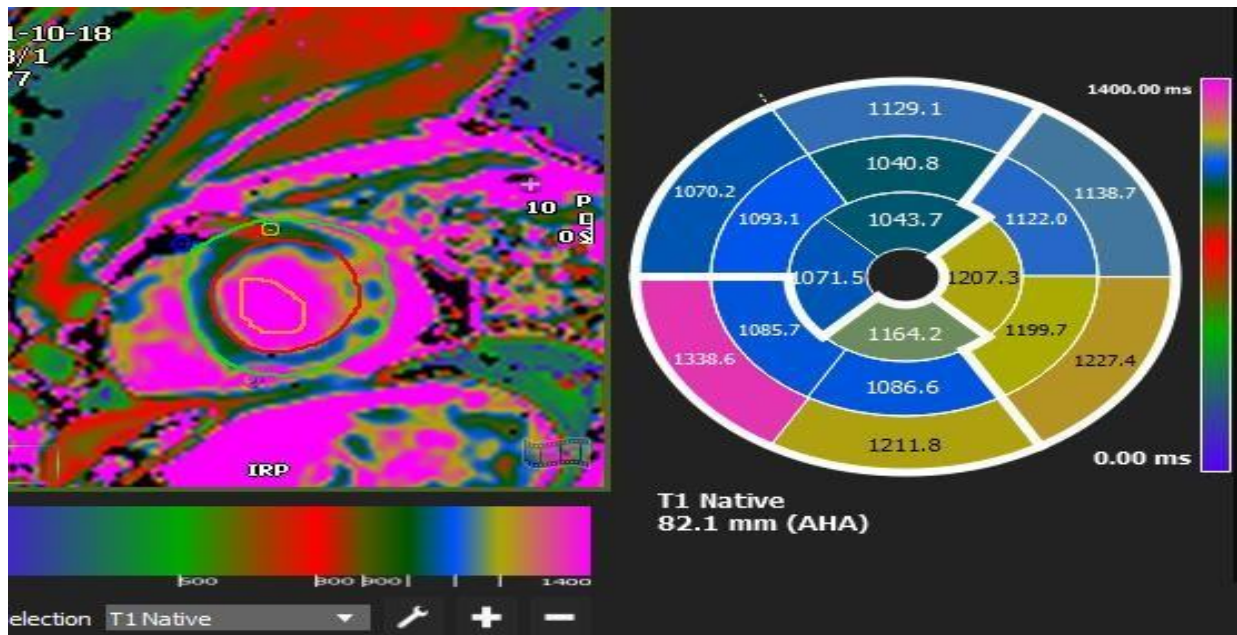 1-10-18
3/1
77
10 P
0
IRP
500 800 900 1400
election T1 Native
1400.00 ms
1129.1
1040.8
1070.2 1138.7
1093.1 1043.7 1122.0
1071.5 1207.3
1085.7 1164.2 1199.7
1338.6 1227.4
1086.6
1211.8
0.00 ms
T1 Native
82.1 mm (AHA)